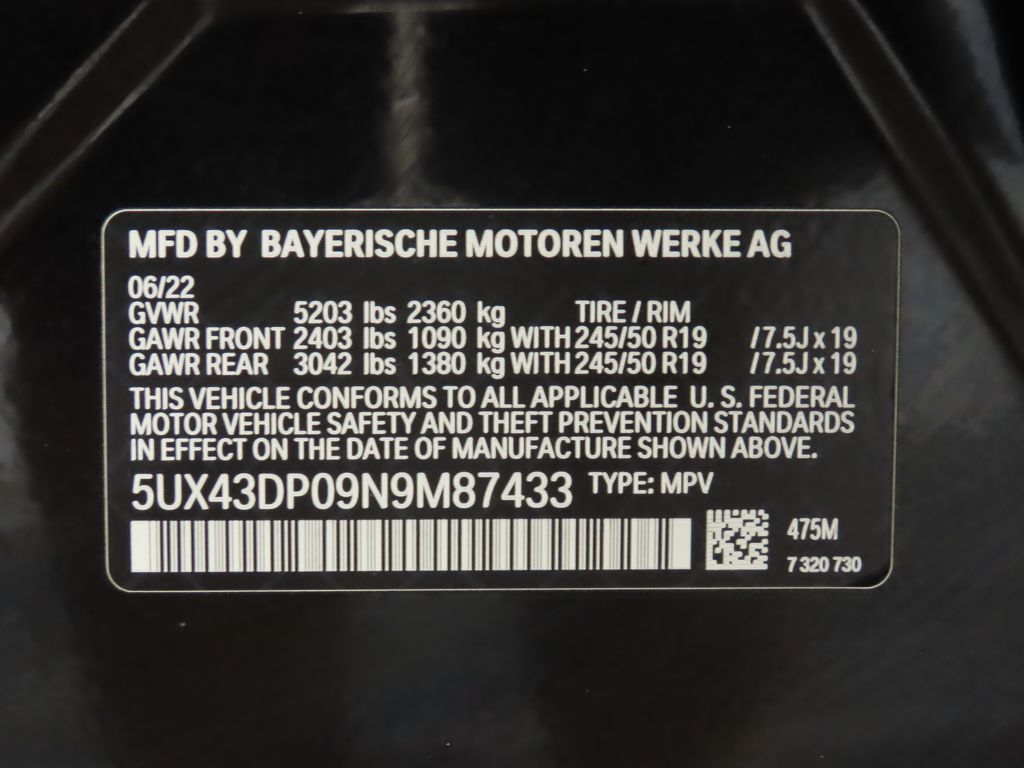 MFD BY BAYERISCHE MOTOREN WERKE AG
06/22
GVWR 5203 lbs 2360 kg TIRE / RIM
GAWR FRONT 2403 lbs 1090 kg WITH 245/50 R19 /7.5J x 19
GAWR REAR 3042 lbs 1380 kg WITH 245/50 R19 /7.5J x 19
THIS VEHICLE CONFORMS TO ALL APPLICABLE U. S. FEDERAL
MOTOR VEHICLE SAFETY AND THEFT PREVENTION STANDARDS
IN EFFECT ON THE DATE OF MANUFACTURE SHOWN ABOVE.
5UX43DP09N9M87433 TYPE: MPV
475M
7 320 730